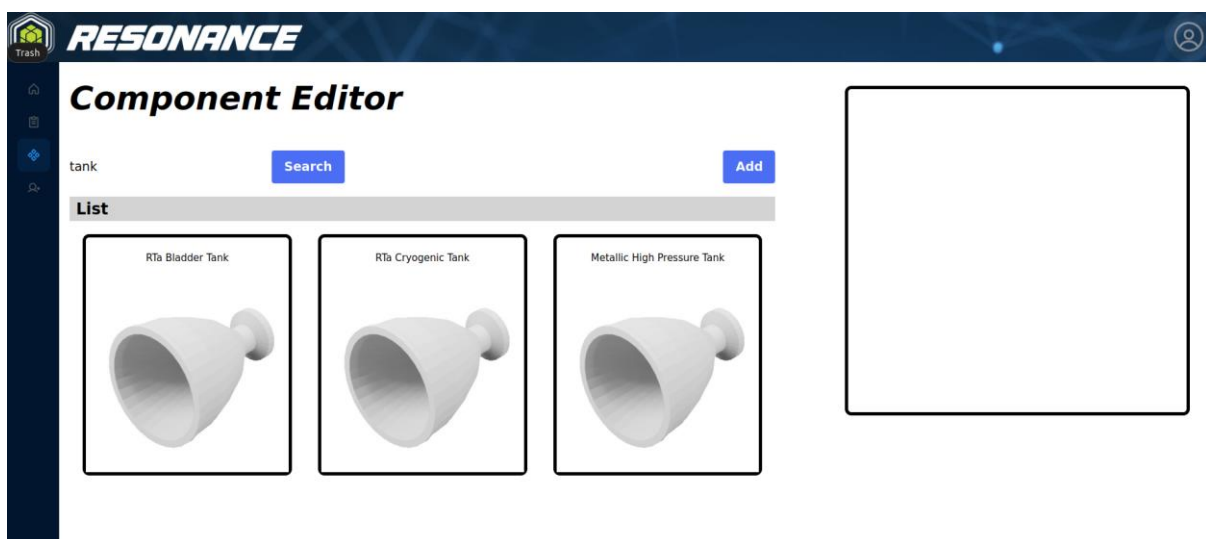 Trash
RESONANCE
Component Editor
tank
Search
Add
List
RTa Bladder Tank
RTa Cryogenic Tank
Metallic High Pressure Tank